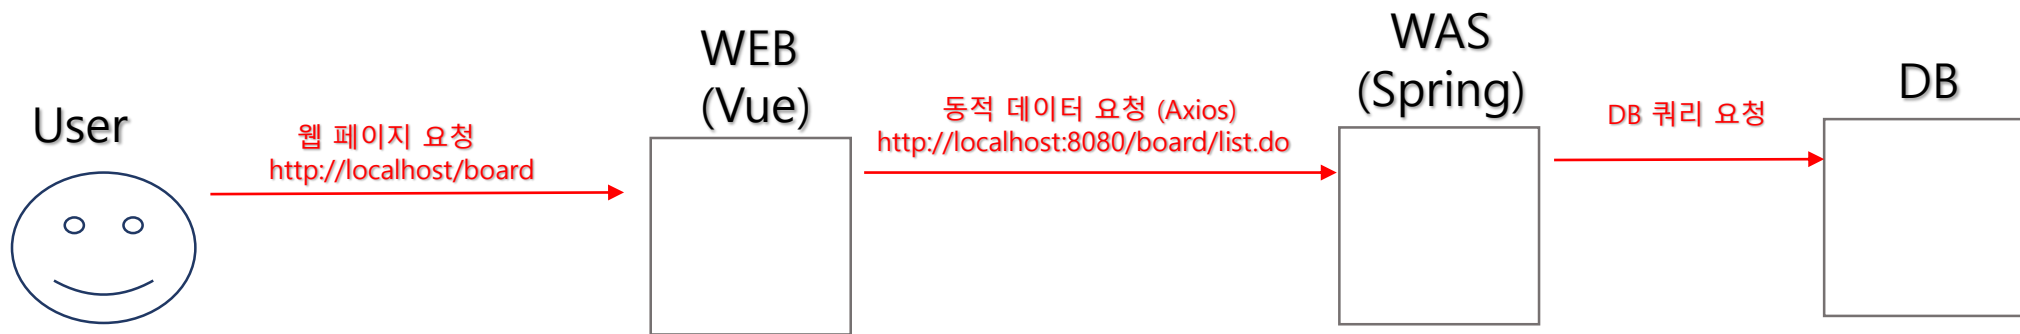 User
웹 페이지 요청
http://localhost/board
WEB
(Vue)
동적 데이터 요청 (Axios)
http://localhost:8080/board/list.do
WAS
(Spring)
DB 쿼리 요청
DB